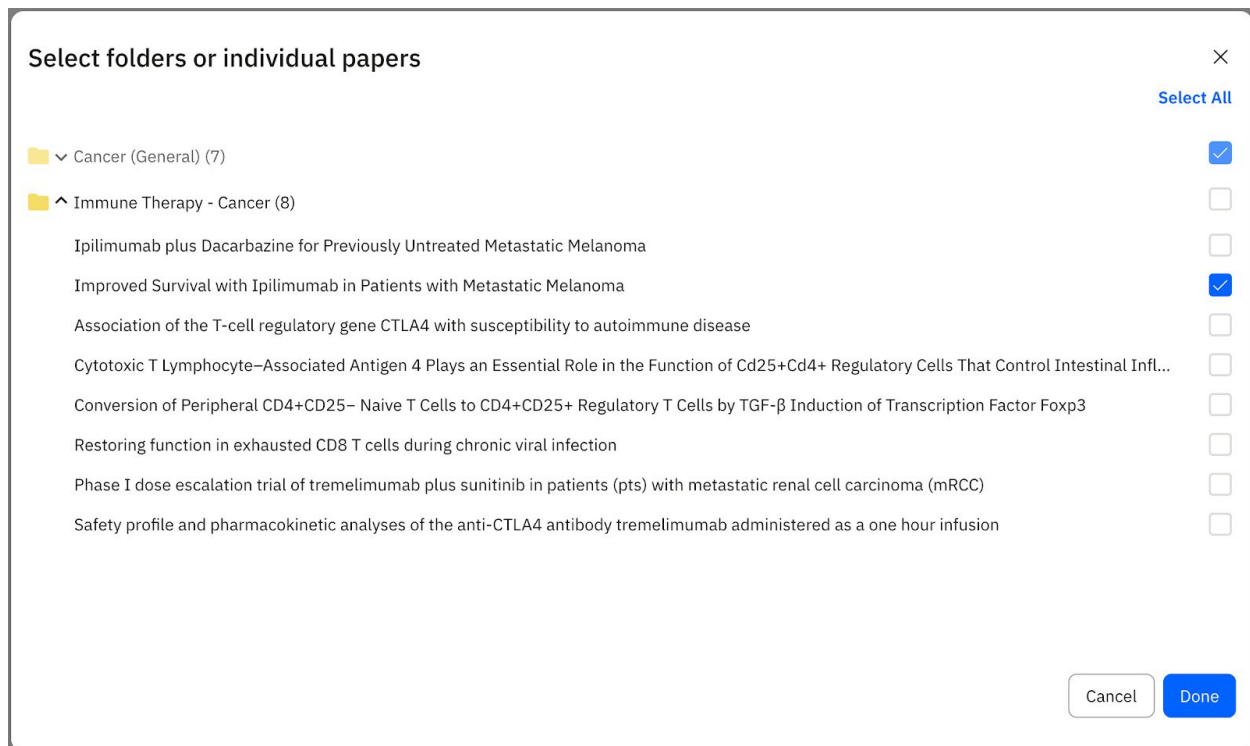 Select folders or individual papers
Select All
Cancer (General) (7)
Immune Therapy - Cancer (8)
Ipilimumab plus Dacarbazine for Previously Untreated Metastatic Melanoma
Improved Survival with Ipilimumab in Patients with Metastatic Melanoma
Association of the T-cell regulatory gene CTLA4 with susceptibility to autoimmune disease
Cytotoxic T Lymphocyte–Associated Antigen 4 Plays an Essential Role in the Function of Cd25+Cd4+ Regulatory Cells That Control Intestinal Infl...
Conversion of Peripheral CD4+CD25− Naive T Cells to CD4+CD25+ Regulatory T Cells by TGF-β Induction of Transcription Factor Foxp3
Restoring function in exhausted CD8 T cells during chronic viral infection
Phase I dose escalation trial of tremelimumab plus sunitinib in patients (pts) with metastatic renal cell carcinoma (mRCC)
Safety profile and pharmacokinetic analyses of the anti-CTLA4 antibody tremelimumab administered as a one hour infusion
Cancel Done